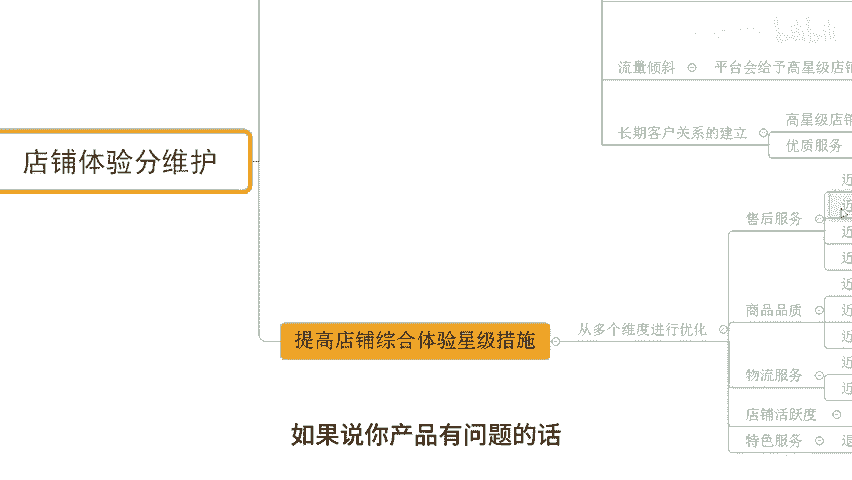 流量倾斜
平台会给予高星级店铺
高星级店铺
长期客户关系的建立
优质服务
店铺体验分维护
近
售后服务
近
近
近
近
商品品质
近
近
提高店铺综合体验星级措施
从多个维度进行优化
近
物流服务
近
店铺活跃度
特色服务
退
如果说你产品有问题的话